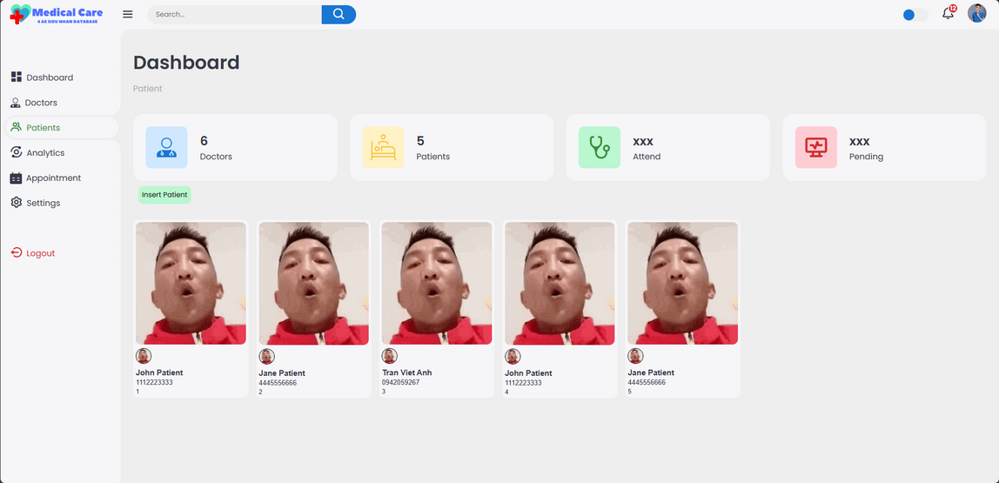 Medical Care
4 AE SIEU NHAN DATABASE
Search...
12
Dashboard
Doctors
Patients
Analytics
Appointment
Settings
Logout
Dashboard
Patient
6
Doctors
5
Patients
xxx
Attend
xxx
Pending
Insert Patient
John Patient
1112223333
1
Jane Patient
4445556666
2
Tran Viet Anh
0942059267
3
John Patient
1112223333
4
Jane Patient
4445556666
5